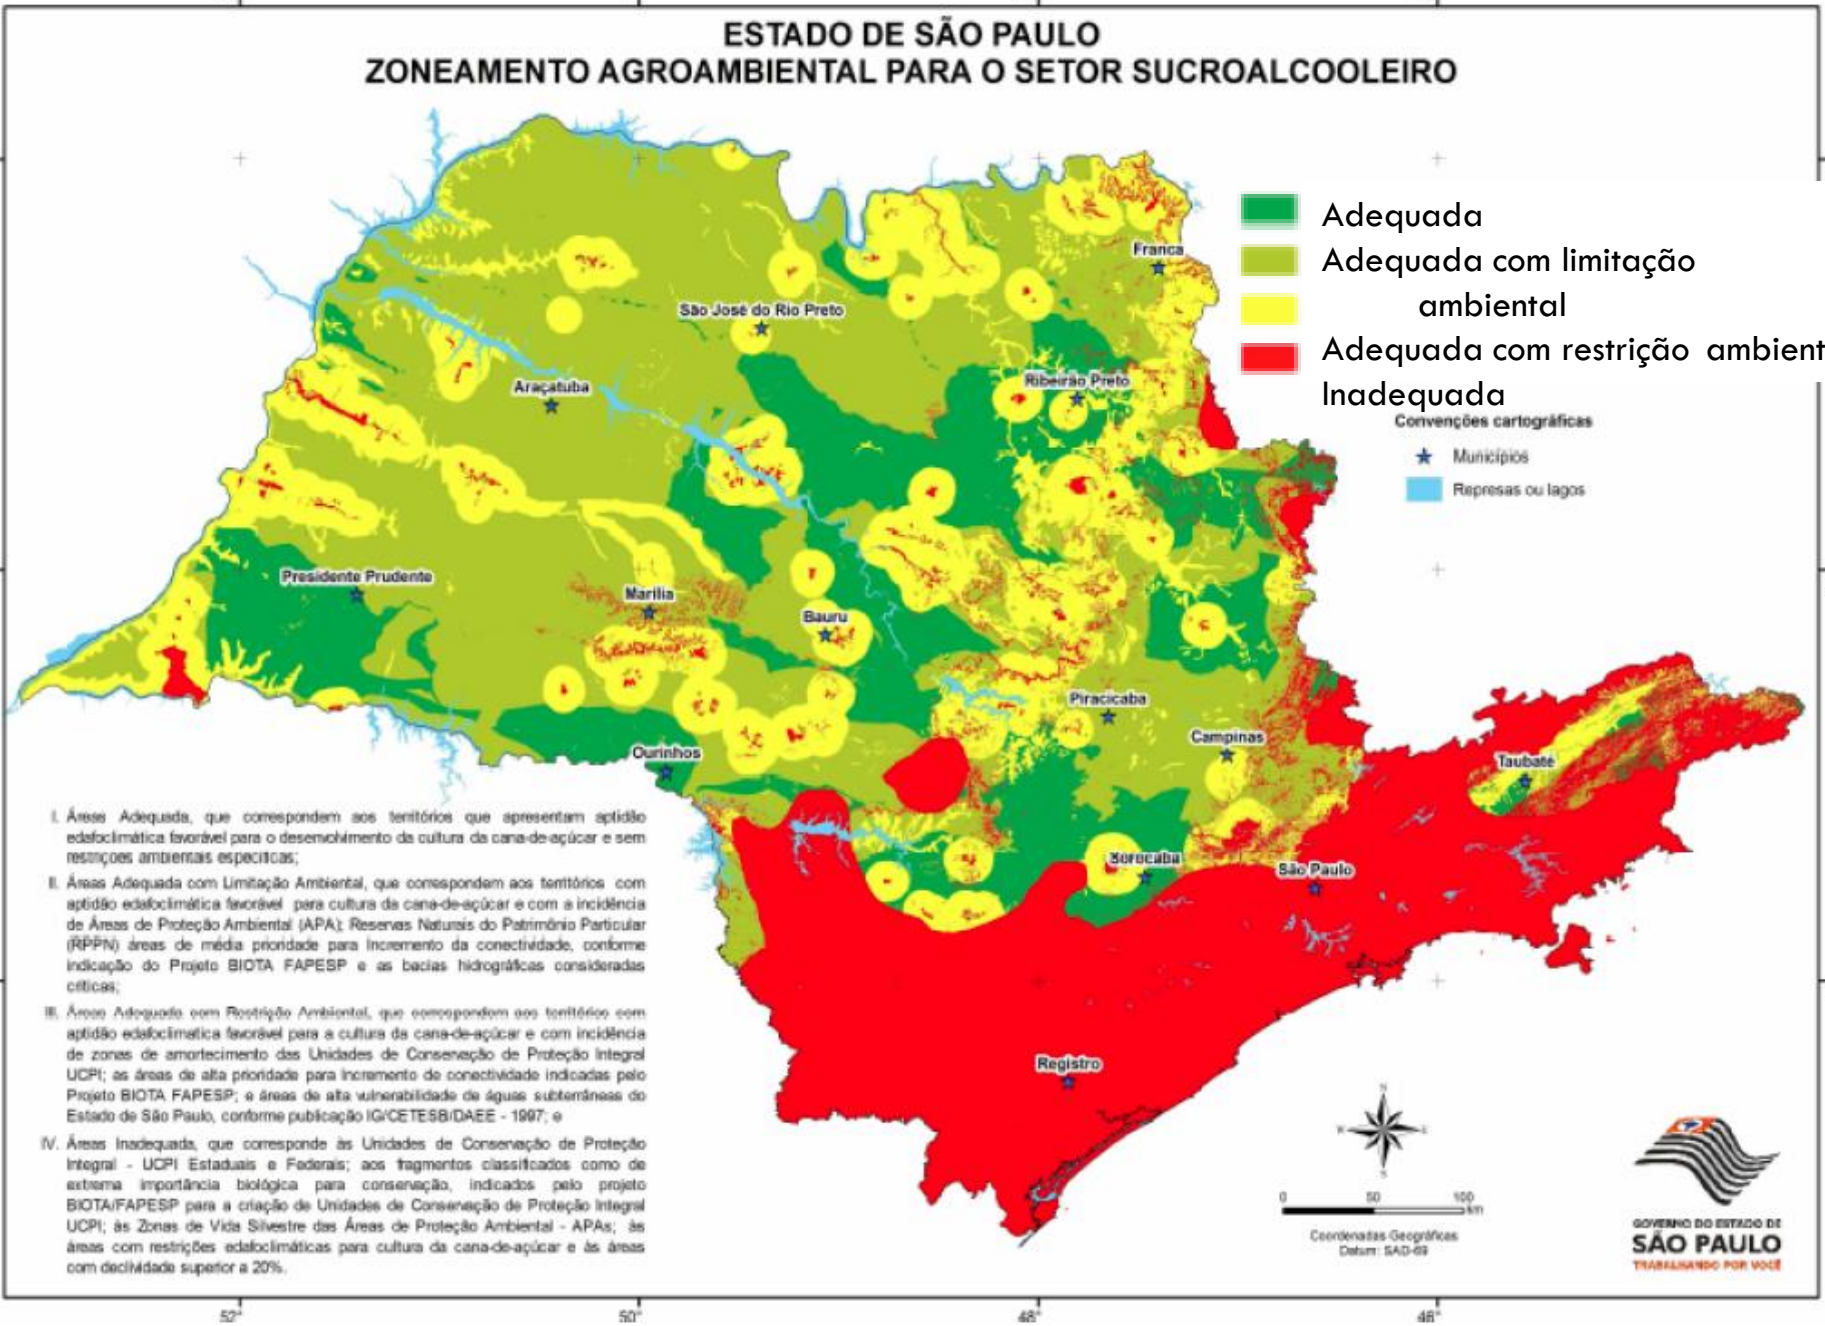 ESTADO DE SÃO PAULO
ZONEAMENTO AGROAMBIENTAL PARA O SETOR SUCROALCOOLEIRO
Adequada
Adequada com limitação
ambiental
Adequada com restrição ambient
Inadequada
Convenções cartográficas
Municípios
Represas ou lagos
Franca
São José do Rio Preto
Ribeirão Preto
Araçatuba
Presidente Prudente
Marília
Bauru
Piracicaba
Campinas
Ourinhos
Taubaté
Sorocaba
São Paulo
Registro
I. Áreas Adequada, que correspondem aos territórios que apresentam aptidão
edafoclimática favorável para o desenvolvimento da cultura da cana-de-açúcar e sem
restrições ambientais específicas;
II. Áreas Adequada com Limitação Ambiental, que correspondem aos territórios com
aptidão edafoclimática favorável para cultura da cana-de-açúcar e com a incidência
de Áreas de Proteção Ambiental (APA); Reservas Naturais do Patrimônio Particular
(RPPN) áreas de média prioridade para Incremento da conectividade, conforme
indicação do Projeto BIOTA FAPESP e as bacias hidrográficas consideradas
críticas;
III. Áreas Adequada com Restrição Ambiental, que correspondem aos territórios com
aptidão edafoclimatica favorável para a cultura da cana-de-açúcar e com incidência
de zonas de amortecimento das Unidades de Conservação de Proteção Integral
UCPI; as áreas de alta prioridade para Incremento de conectividade indicadas pelo
Projeto BIOTA FAPESP; e áreas de alta vulnerabilidade de águas subterrâneas do
Estado de São Paulo, conforme publicação IG/CETESB/DAEE - 1997; e
IV. Áreas Inadequada, que corresponde às Unidades de Conservação de Proteção
Integral - UCPI Estaduais e Federais; aos fragmentos classificados como de
extrema importância biológica para conservação, indicados pelo projeto
BIOTA/FAPESP para a criação de Unidades de Conservação de Proteção Integral
UCPI; às Zonas de Vida Silvestre das Áreas de Proteção Ambiental - APAs; às
áreas com restrições edafoclimáticas para cultura da cana-de-açúcar e às áreas
com declividade superior a 20%.
N
W E
S
0 50 100
km
Coordenadas Geográficas
Datum: SAD-69
GOVERNO DO ESTADO DE
SÃO PAULO
TRABALHANDO POR VOCÊ
52° 50° 48° 46°